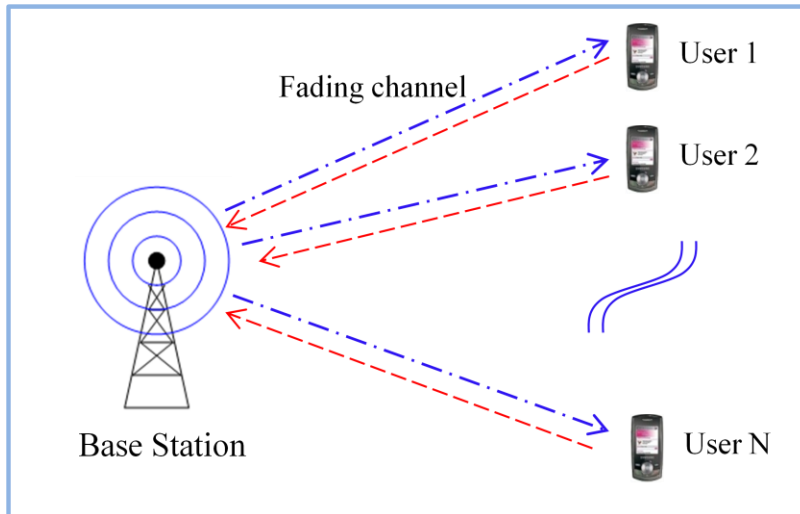 User 1
Fading channel
User 2
Base Station
User N